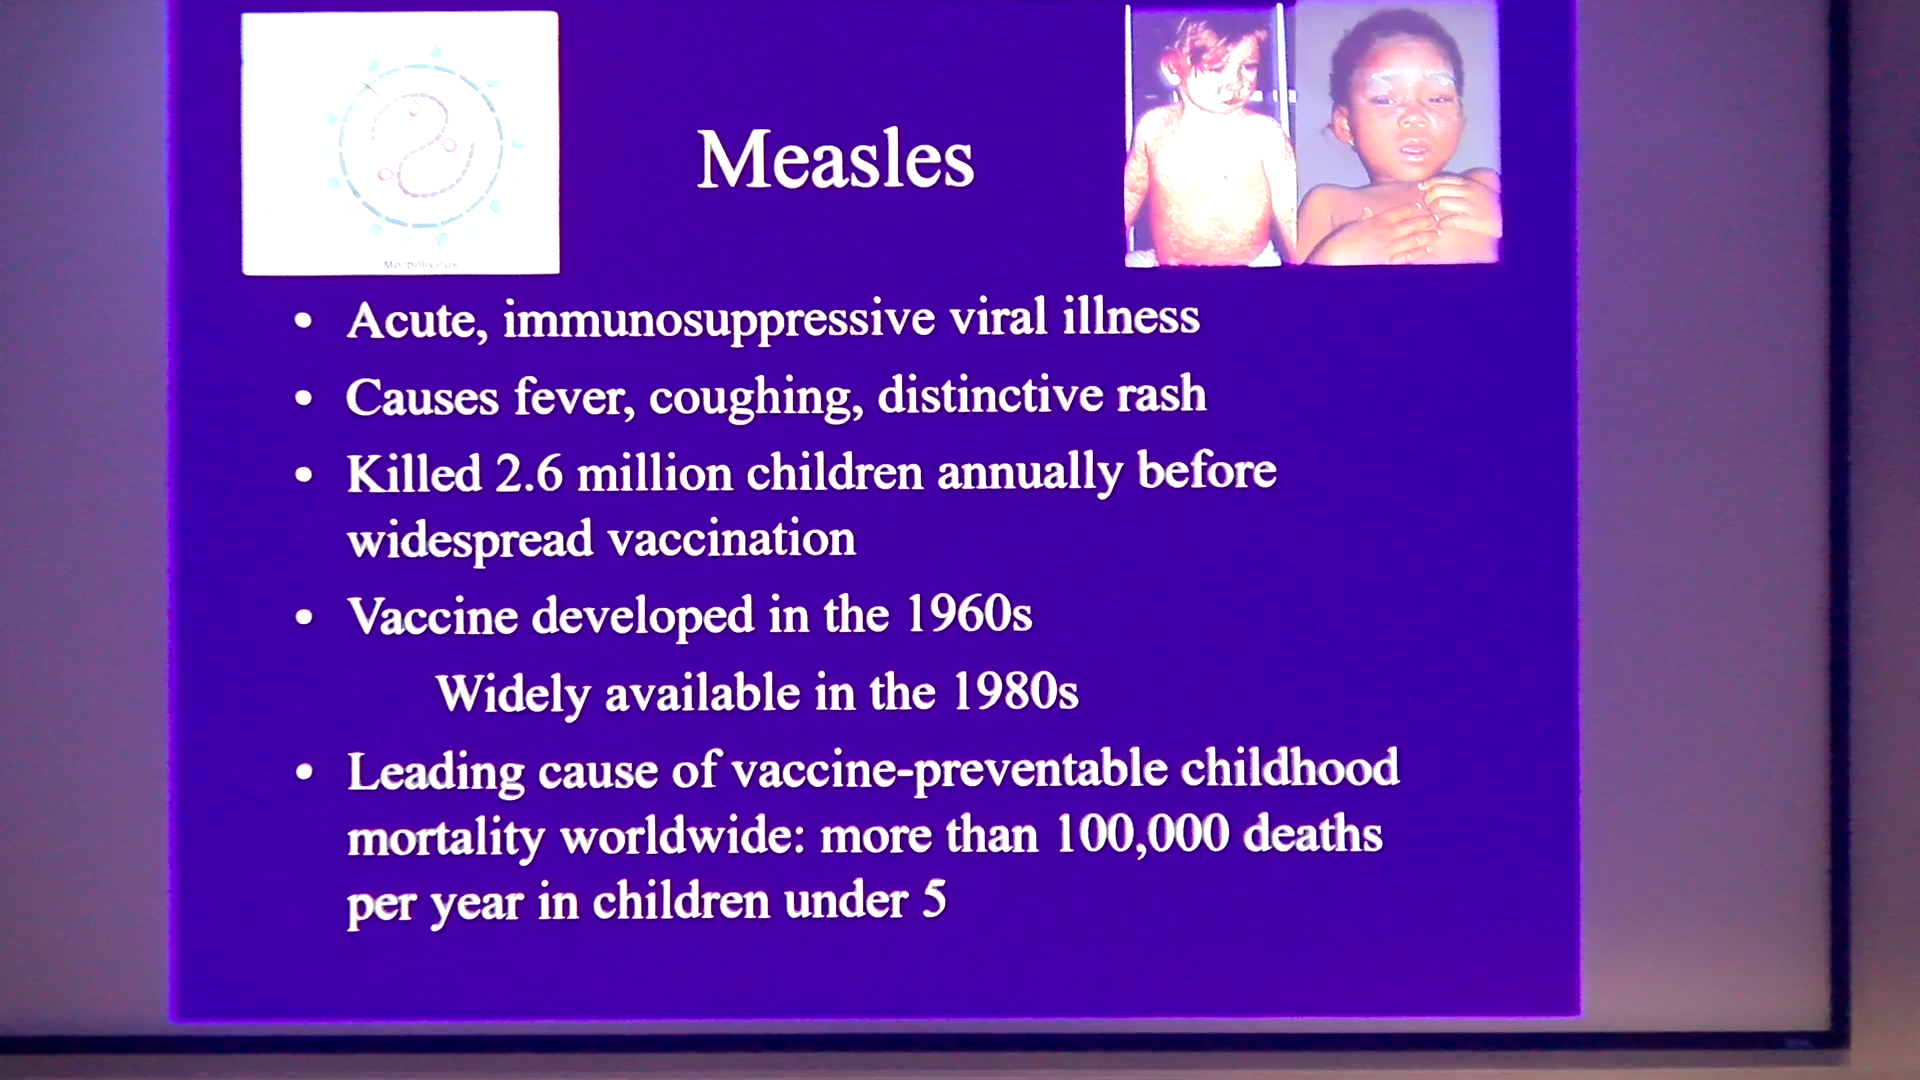 Morbillivirus
Measles
• Acute, immunosuppressive viral illness
• Causes fever, coughing, distinctive rash
• Killed 2.6 million children annually before
widespread vaccination
• Vaccine developed in the 1960s
Widely available in the 1980s
• Leading cause of vaccine-preventable childhood
mortality worldwide: more than 100,000 deaths
per year in children under 5